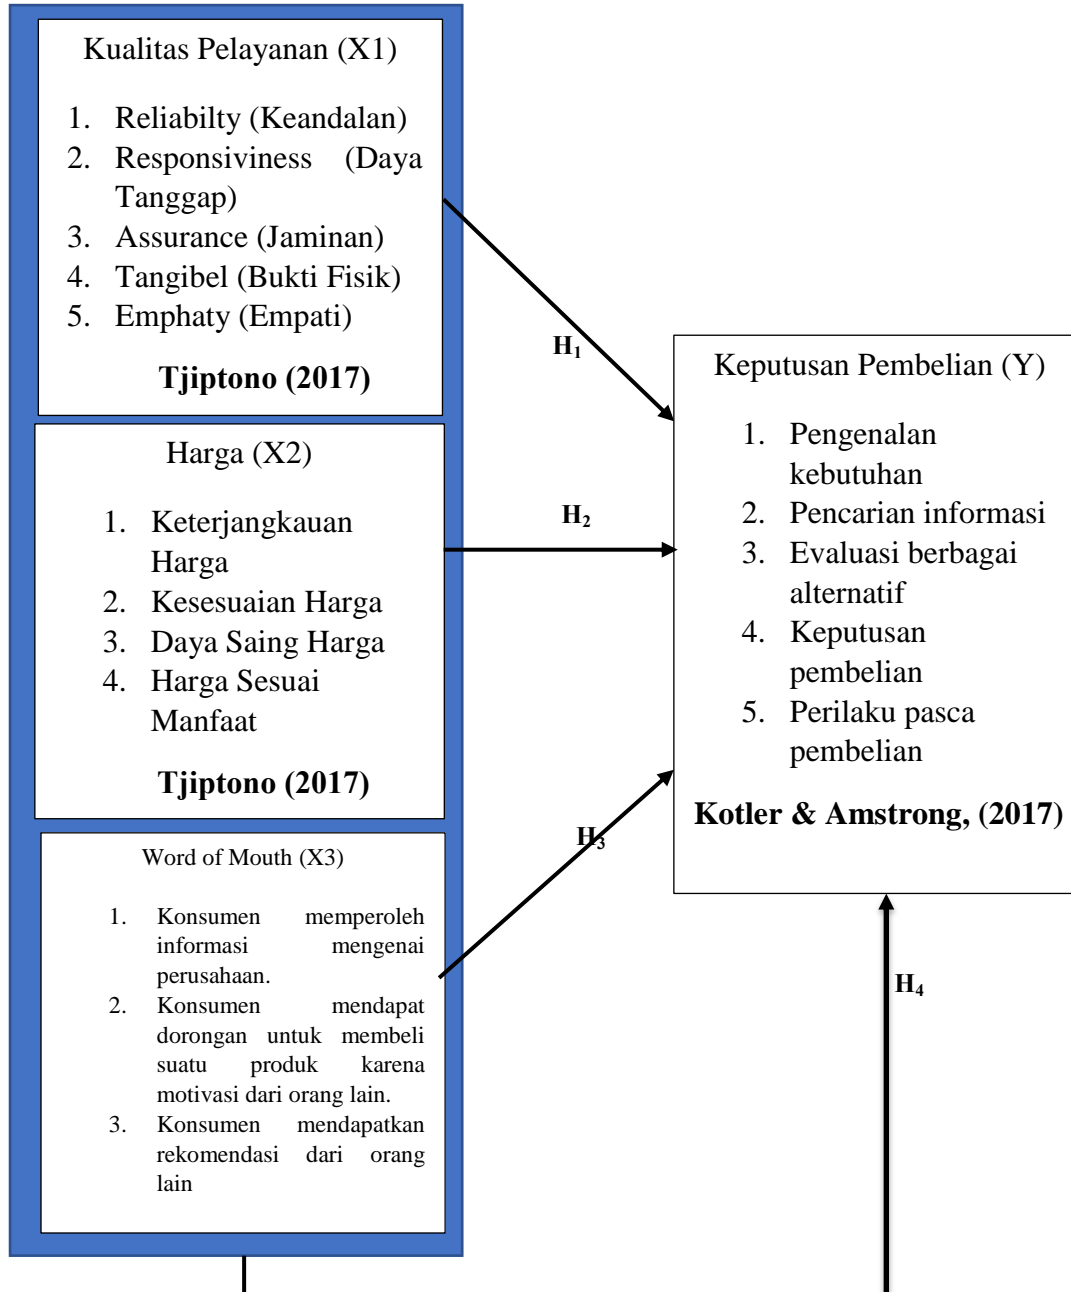 Kualitas Pelayanan (X1)
1. Reliabilty (Keandalan)
2. Responsiviness (Daya
Tanggap)
3. Assurance (Jaminan)
4. Tangibel (Bukti Fisik)
5. Emphaty (Empati)
Tjiptono (2017)
Harga (X2)
1. Keterjangkauan
Harga
2. Kesesuaian Harga
3. Daya Saing Harga
4. Harga Sesuai
Manfaat
Tjiptono (2017)
Word of Mouth (X3)
1. Konsumen memperoleh
informasi mengenai
perusahaan.
2. Konsumen mendapat
dorongan untuk membeli
suatu produk karena
motivasi dari orang lain.
3. Konsumen mendapatkan
rekomendasi dari orang
lain
H₁
H₂
H₃
Keputusan Pembelian (Y)
1. Pengenalan
kebutuhan
2. Pencarian informasi
3. Evaluasi berbagai
alternatif
4. Keputusan
pembelian
5. Perilaku pasca
pembelian
Kotler & Amstrong, (2017)
H₄